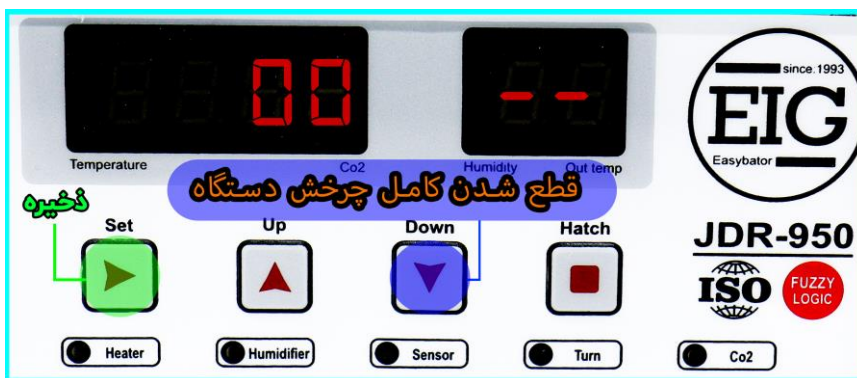 00
--
since.1993
EIG
Easybator
Temperature
Co2
Humidity
Out temp
قطع شدن کامل چرخش دستگاه
ذخیره
Set
Up
Down
Hatch
JDR-950
ISO
FUZZY
LOGIC
Heater
Humidifier
Sensor
Turn
Co2